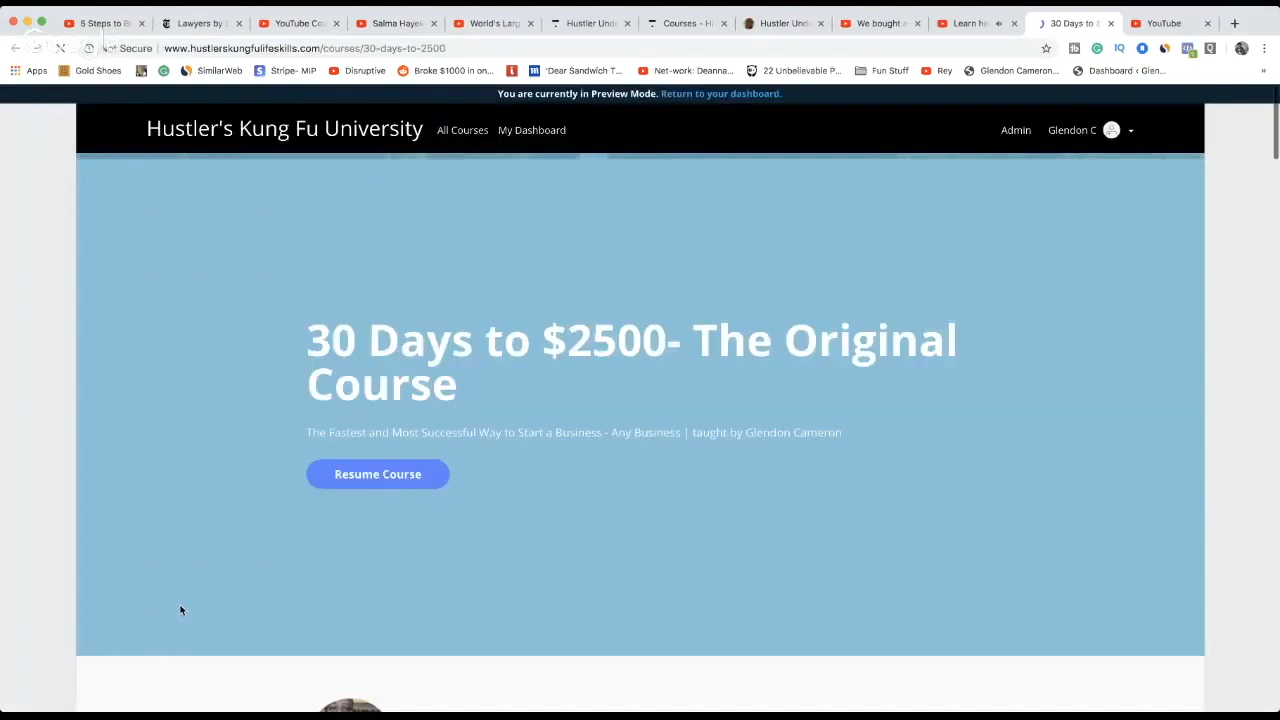 6 Steps to B
Lawyers by D
YouTube Cou
Salma Hayek
World's Larg
Hustler Unde
Courses - Hu
Hustler Unde
We bought a
Learn ho
30 Days to $
YouTube
Not Secure | www.hustlerskungfulifeskills.com/courses/30-days-to-2500
Apps
Gold Shoes
SimilarWeb
Stripe- MIP
Disruptive
Broke $1000 in on...
'Dear Sandwich T...
Net-work: Deanna...
22 Unbelievable P...
Fun Stuff
Rey
Glendon Cameron...
Dashboard ‹ Glen...
»
You are currently in Preview Mode. Return to your dashboard.
Hustler's Kung Fu University
All Courses
My Dashboard
Admin
Glendon C
30 Days to $2500- The Original
Course
The Fastest and Most Successful Way to Start a Business - Any Business | taught by Glendon Cameron
Resume Course